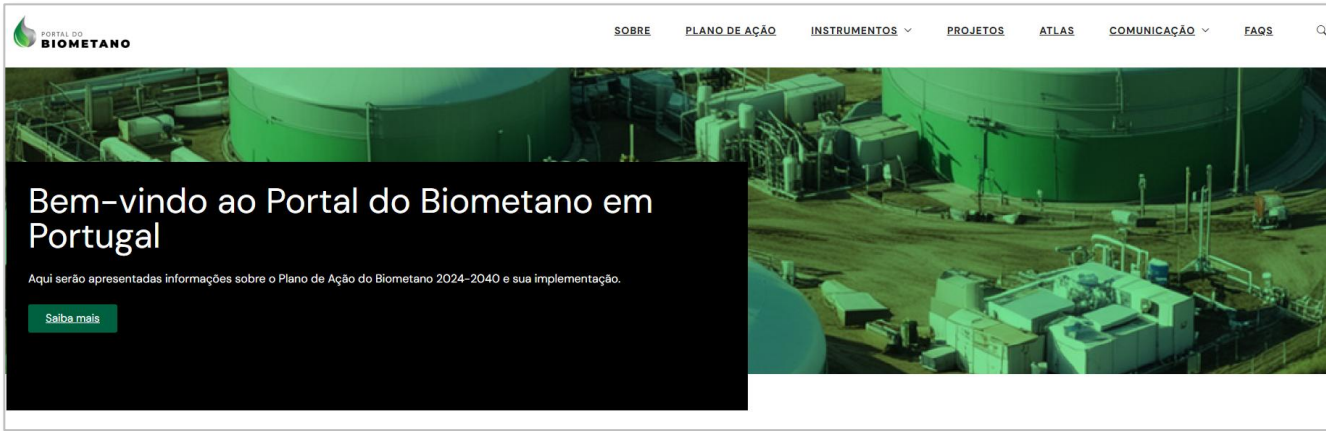 PORTAL DO
BIOMETANO
SOBRE PLANO DE AÇÃO INSTRUMENTOS PROJETOS ATLAS COMUNICAÇÃO FAQS
Bem-vindo ao Portal do Biometano em
Portugal
Aqui serão apresentadas informações sobre o Plano de Ação do Biometano 2024-2040 e sua implementação.
Saiba mais